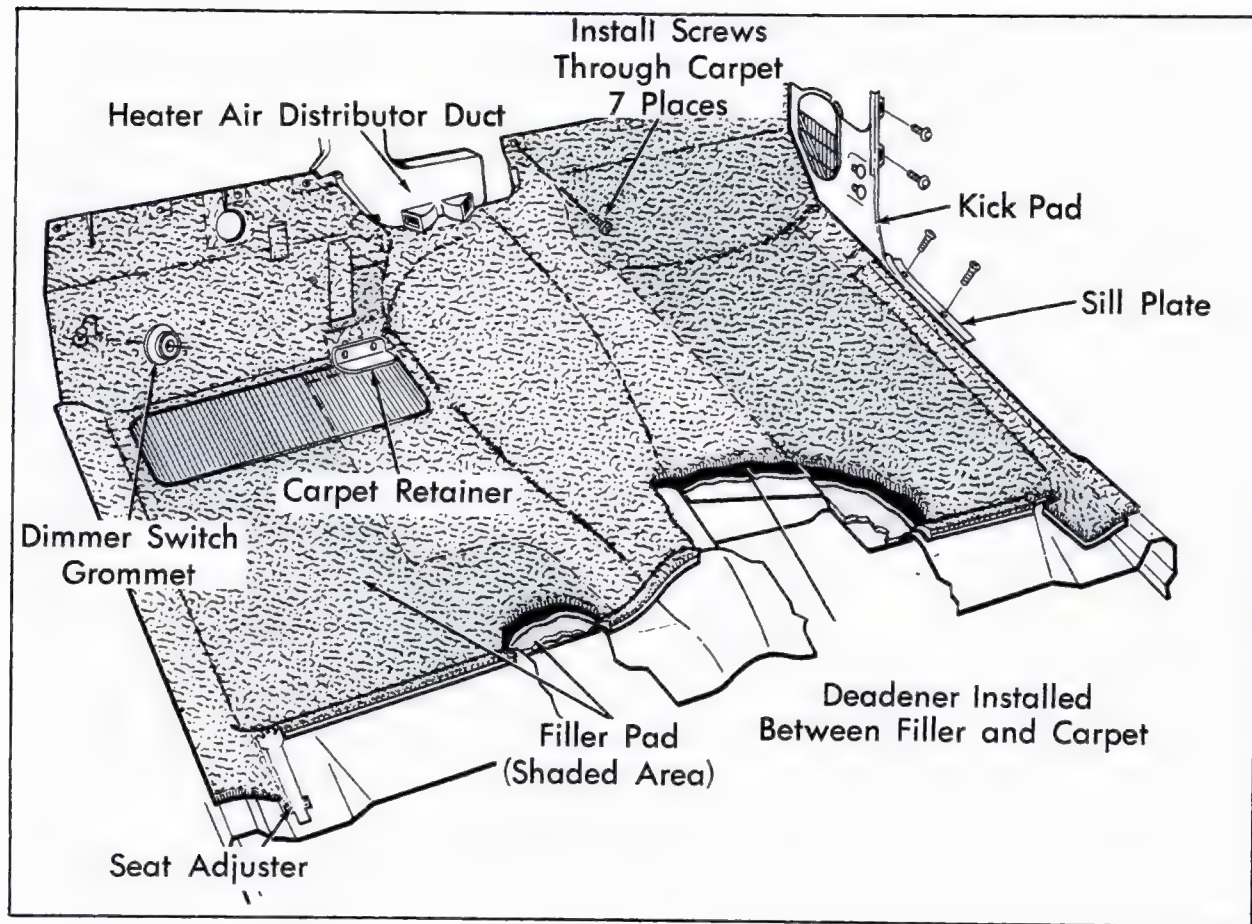 Install Screws
Through Carpet
7 Places
Heater Air Distributor Duct
Kick Pad
Sill Plate
Carpet Retainer
Dimmer Switch
Grommet
Deadener Installed
Between Filler and Carpet
Filler Pad
(Shaded Area)
Seat Adjuster